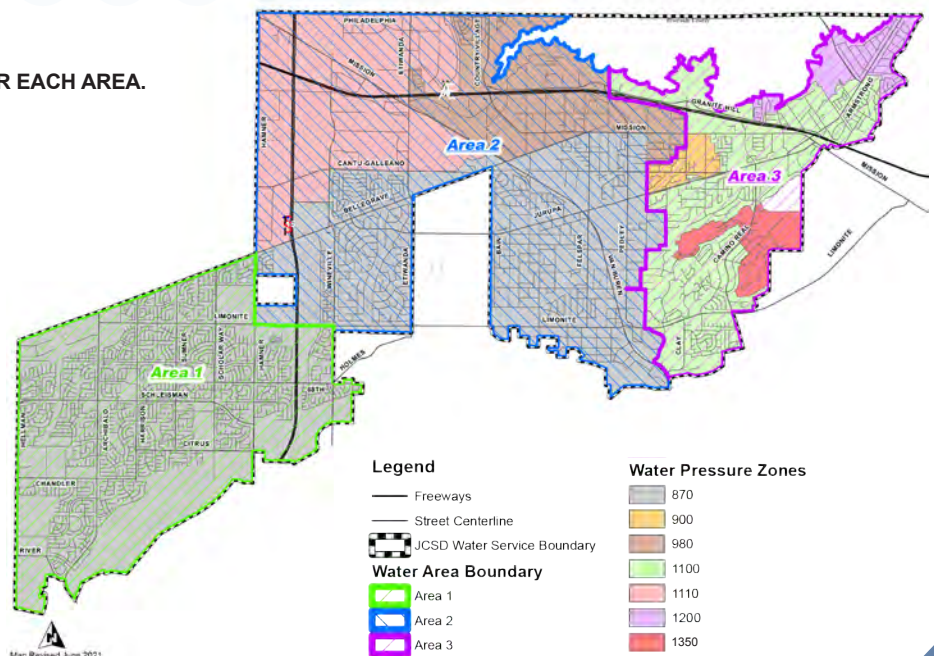 R EACH AREA.
PHILADELPHIA
MISSION
ETIWANDA
COUNTRY VILLAGE
HAMNER
GRANITE HILL
ARMSTRONG
MISSION
Area 2
CANTU-GALLEANO
Area 3
MISSION
BELLEGRAVE
JURUPA
CAMINO REAL
LIMONITE
WINEVILLE
ETIWANDA
BAIN
FELSPAR
PEDLEY
VAN BUREN
LIMONITE
LIMONITE
SUMNER
SCHOLAR WAY
HAMNER
HOLMES
CLAY
Area 1
SCHLEISMAN
68TH
HELLMAN
ARCHIBALD
HARRISON
CITRUS
CHANDLER
RIVER
Legend
Freeways
Street Centerline
JCSD Water Service Boundary
Water Area Boundary
Area 1
Area 2
Area 3
Water Pressure Zones
870
900
980
1100
1110
1200
1350
N
Map Revised June 2021